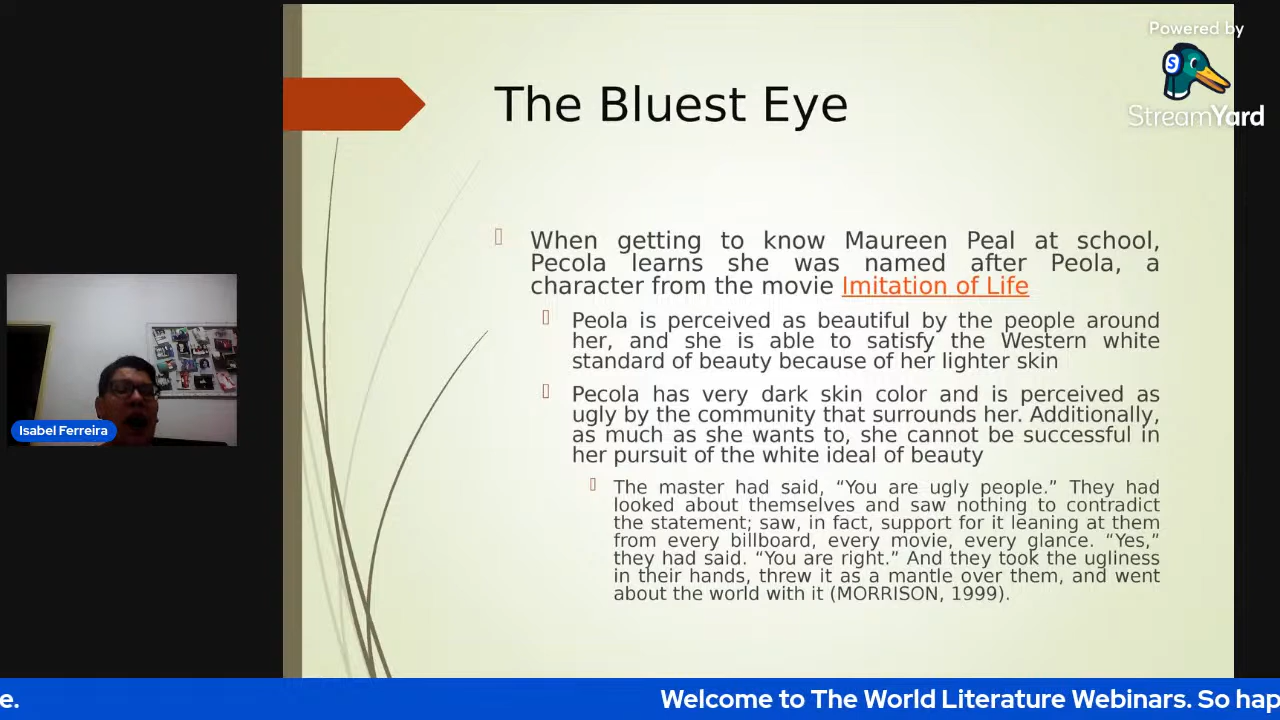 Powered by
StreamYard
The Bluest Eye
When getting to know Maureen Peal at school,
Pecola learns she was named after Peola, a
character from the movie Imitation of Life
Peola is perceived as beautiful by the people around
her, and she is able to satisfy the Western white
standard of beauty because of her lighter skin
Pecola has very dark skin color and is perceived as
ugly by the community that surrounds her. Additionally,
as much as she wants to, she cannot be successful in
her pursuit of the white ideal of beauty
The master had said, “You are ugly people.” They had
looked about themselves and saw nothing to contradict
the statement; saw, in fact, support for it leaning at them
from every billboard, every movie, every glance. “Yes,”
they had said. “You are right.” And they took the ugliness
in their hands, threw it as a mantle over them, and went
about the world with it (MORRISON, 1999).
Isabel Ferreira
e. Welcome to The World Literature Webinars. So hap